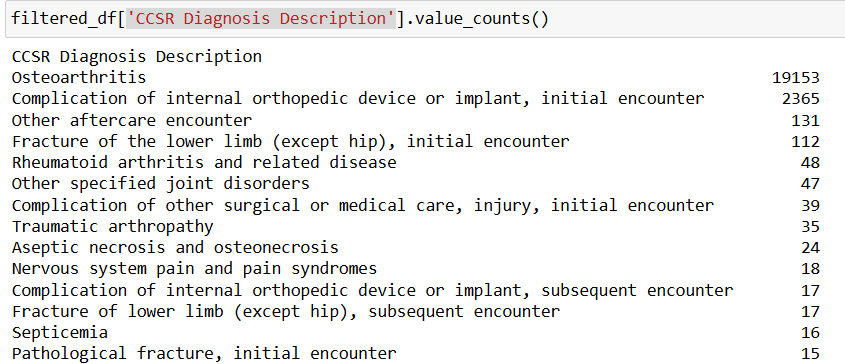 filtered_df['CCSR Diagnosis Description'].value_counts()
CCSR Diagnosis Description
Osteoarthritis 19153
Complication of internal orthopedic device or implant, initial encounter 2365
Other aftercare encounter 131
Fracture of the lower limb (except hip), initial encounter 112
Rheumatoid arthritis and related disease 48
Other specified joint disorders 47
Complication of other surgical or medical care, injury, initial encounter 39
Traumatic arthropathy 35
Aseptic necrosis and osteonecrosis 24
Nervous system pain and pain syndromes 18
Complication of internal orthopedic device or implant, subsequent encounter 17
Fracture of lower limb (except hip), subsequent encounter 17
Septicemia 16
Pathological fracture, initial encounter 15